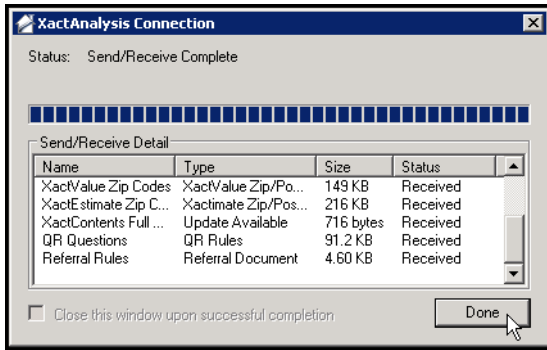 XactAnalysis Connection
Status: Send/Receive Complete
Send/Receive Detail
Name Type Size Status
XactValue Zip Codes XactValue Zip/Po... 149 KB Received
XactEstimate Zip C... Xactimate Zip/Pos... 216 KB Received
XactContents Full ... Update Available 716 bytes Received
QR Questions QR Rules 91.2 KB Received
Referral Rules Referral Document 4.60 KB Received
Close this window upon successful completion
Done